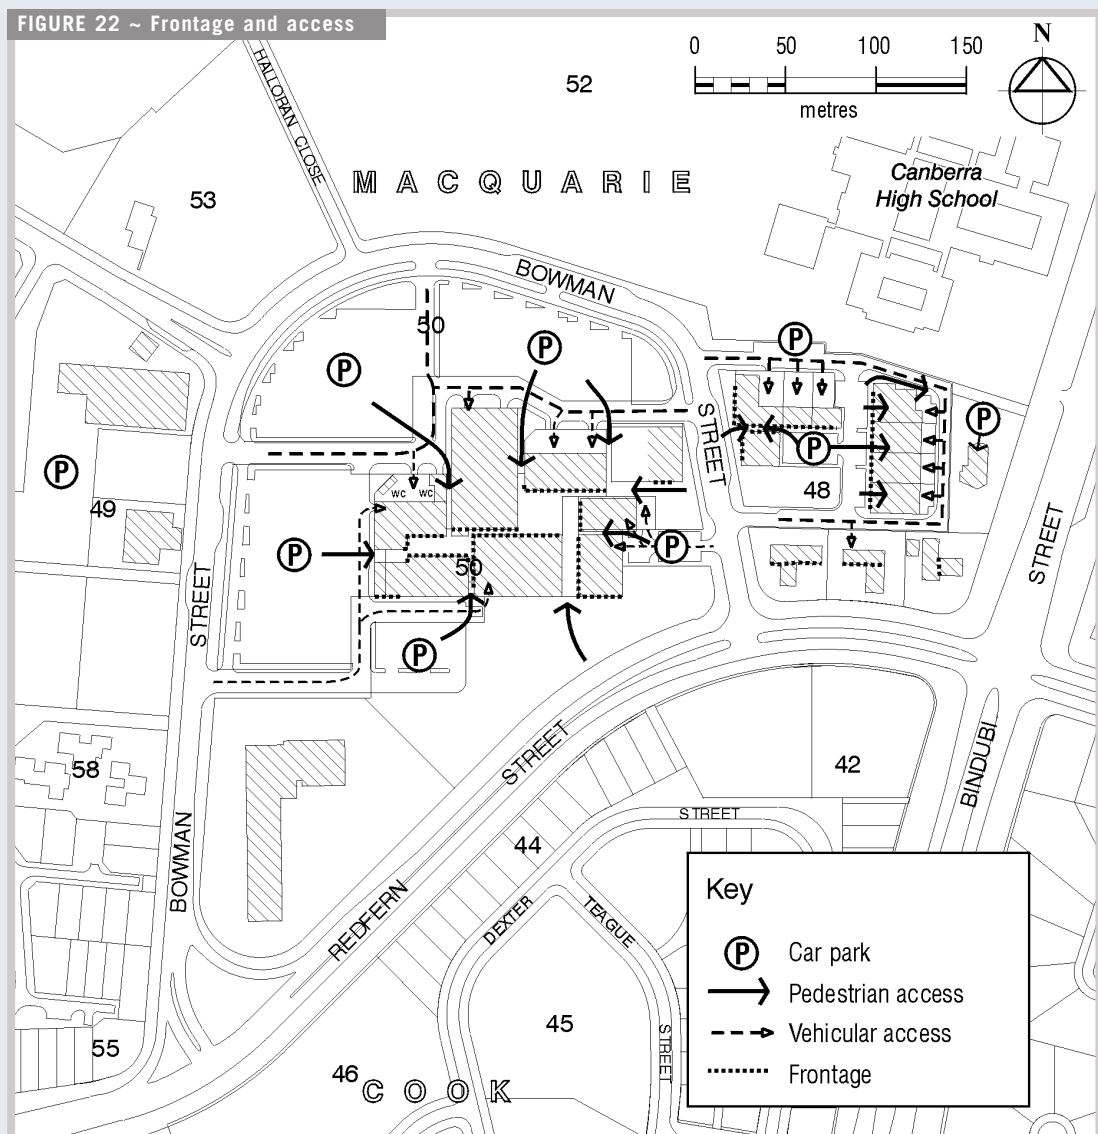 FIGURE 22 ~ Frontage and access
0 50 100 150
metres
N
HALLORAN CLOSE
52
53
MACQUARIE
Canberra
High School
BOWMAN
50
P
P
P
P
STREET
P
P
49
48
WC WC
P
P
50
STREET
STREET
P
58
BOWMAN
STREET
42
BINDUBI
STREET
44
REDFERN
DEXTER
TEAGUE
45
STREET
55
46
COOK
Key
P Car park
Pedestrian access
Vehicular access
Frontage